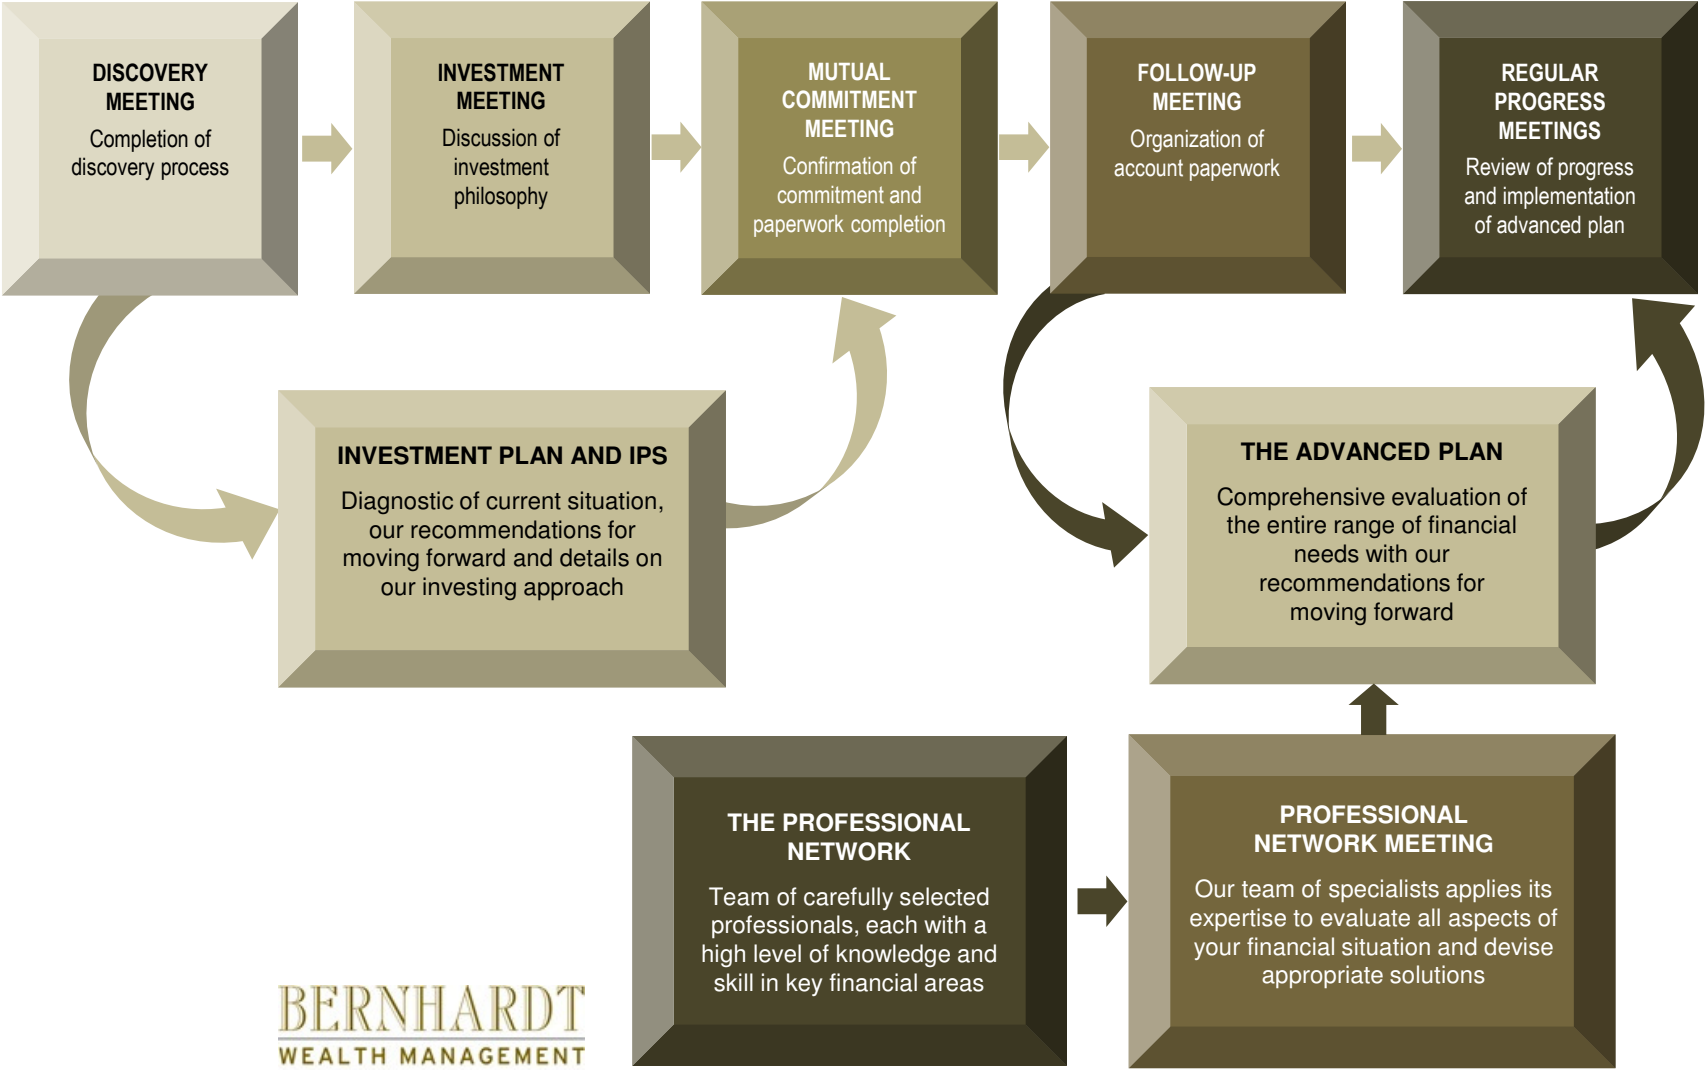 DISCOVERY
MEETING
Completion of
discovery process
INVESTMENT
MEETING
Discussion of
investment
philosophy
MUTUAL
COMMITMENT
MEETING
Confirmation of
commitment and
paperwork completion
FOLLOW-UP
MEETING
Organization of
account paperwork
REGULAR
PROGRESS
MEETINGS
Review of progress
and implementation
of advanced plan
INVESTMENT PLAN AND IPS
Diagnostic of current situation,
our recommendations for
moving forward and details on
our investing approach
THE ADVANCED PLAN
Comprehensive evaluation of
the entire range of financial
needs with our
recommendations for
moving forward
THE PROFESSIONAL
NETWORK
Team of carefully selected
professionals, each with a
high level of knowledge and
skill in key financial areas
PROFESSIONAL
NETWORK MEETING
Our team of specialists applies its
expertise to evaluate all aspects of
your financial situation and devise
appropriate solutions
BERNHARDT
WEALTH MANAGEMENT